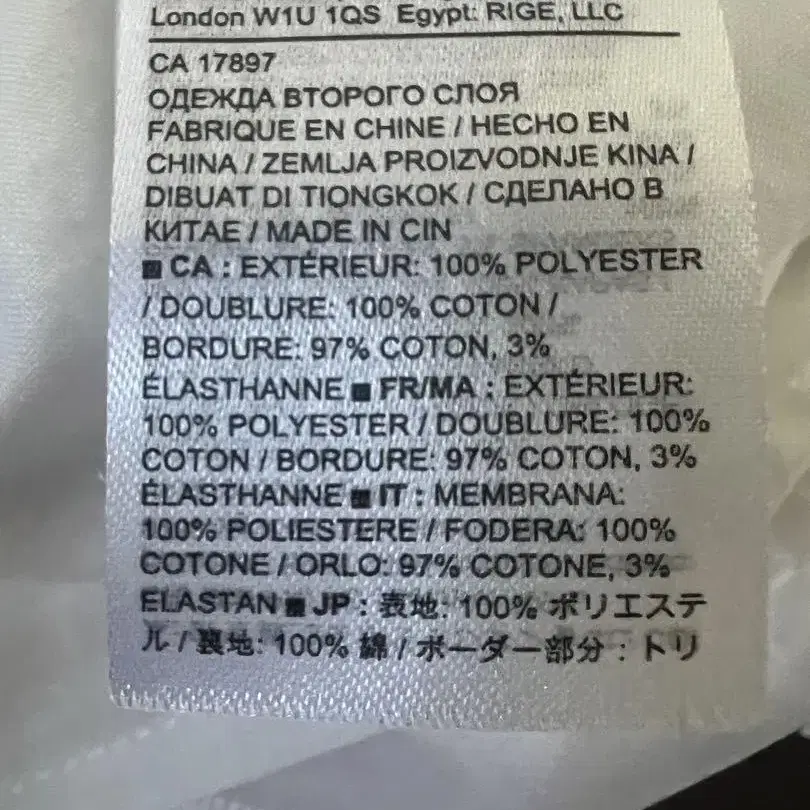 London W1U 1QS Egypt: RIGE, LLC
CA 17897
ОДЕЖДА ВТОРОГО СЛОЯ
FABRIQUE EN CHINE / HECHO EN
CHINA / ZEMLJA PROIZVODNJE KINA /
DIBUAT DI TIONGKOK / СДЕЛАНО В
КИТАЕ / MADE IN CIN
■ CA : EXTÉRIEUR: 100% POLYESTER
/ DOUBLURE: 100% COTON /
BORDURE: 97% COTON, 3%
ÉLASTHANNE ■ FR/MA : EXTÉRIEUR:
100% POLYESTER / DOUBLURE: 100%
COTON / BORDURE: 97% COTON, 3%
ÉLASTHANNE ■ IT : MEMBRANA:
100% POLIESTERE / FODERA: 100%
COTONE / ORLO: 97% COTONE, 3%
ELASTAN ■ JP : 表地: 100% ポリエステ
ル / 裏地: 100% 綿 / ボーダー部分 : トリ